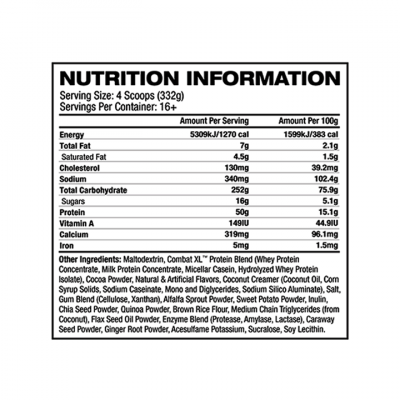 NUTRITION INFORMATION
Serving Size: 4 Scoops (332g)
Servings Per Container: 16+
Amount Per Serving Amount Per 100g
Energy 5309kJ/1270 cal 1599kJ/383 cal
Total Fat 7g 2.1g
Saturated Fat 4.5g 1.5g
Cholesterol 130mg 39.2mg
Sodium 340mg 102.4g
Total Carbohydrate 252g 75.9g
Sugars 16g 5.1g
Protein 50g 15.1g
Vitamin A 149IU 44.9IU
Calcium 319mg 96.1mg
Iron 5mg 1.5mg
Other Ingredients: Maltodextrin, Combat XL™ Protein Blend (Whey Protein
Concentrate, Milk Protein Concentrate, Micellar Casein, Hydrolyzed Whey Protein
Isolate), Cocoa Powder, Natural & Artificial Flavors, Coconut Creamer (Coconut Oil, Corn
Syrup Solids, Sodium Caseinate, Mono and Diglycerides, Sodium Silico Aluminate), Salt,
Gum Blend (Cellulose, Xanthan), Alfalfa Sprout Powder, Sweet Potato Powder, Inulin,
Chia Seed Powder, Quinoa Powder, Brown Rice Flour, Medium Chain Triglycerides (from
Coconut), Flax Seed Oil Powder, Enzyme Blend (Protease, Amylase, Lactase), Caraway
Seed Powder, Ginger Root Powder, Acesulfame Potassium, Sucralose, Soy Lecithin.